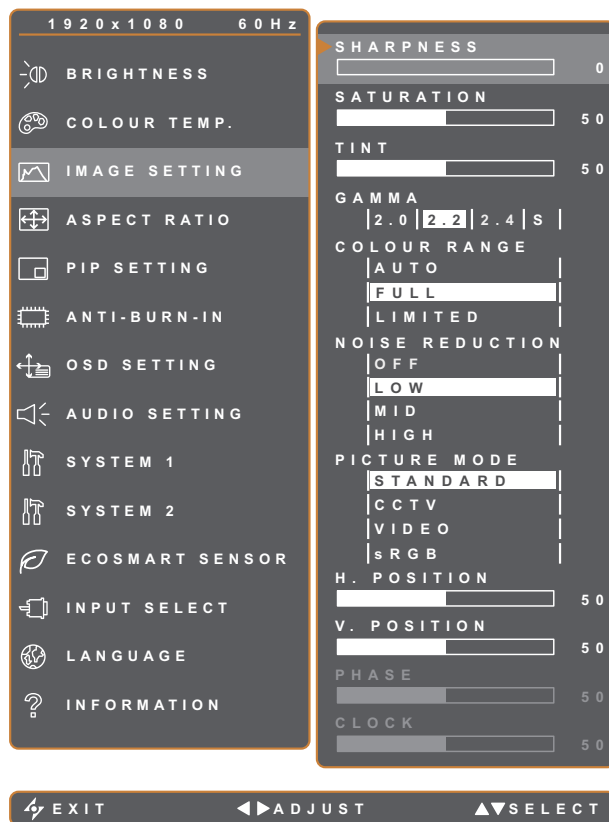 1920x1080 60Hz
BRIGHTNESS
COLOUR TEMP.
IMAGE SETTING
ASPECT RATIO
PIP SETTING
ANTI-BURN-IN
OSD SETTING
AUDIO SETTING
SYSTEM 1
SYSTEM 2
ECOSMART SENSOR
INPUT SELECT
LANGUAGE
INFORMATION
SHARPNESS
0
SATURATION
50
TINT
50
GAMMA
2.0 2.2 2.4 S
COLOUR RANGE
AUTO
FULL
LIMITED
NOISE REDUCTION
OFF
LOW
MID
HIGH
PICTURE MODE
STANDARD
CCTV
VIDEO
sRGB
H. POSITION
50
V. POSITION
50
PHASE
50
CLOCK
50
EXIT ADJUST SELECT